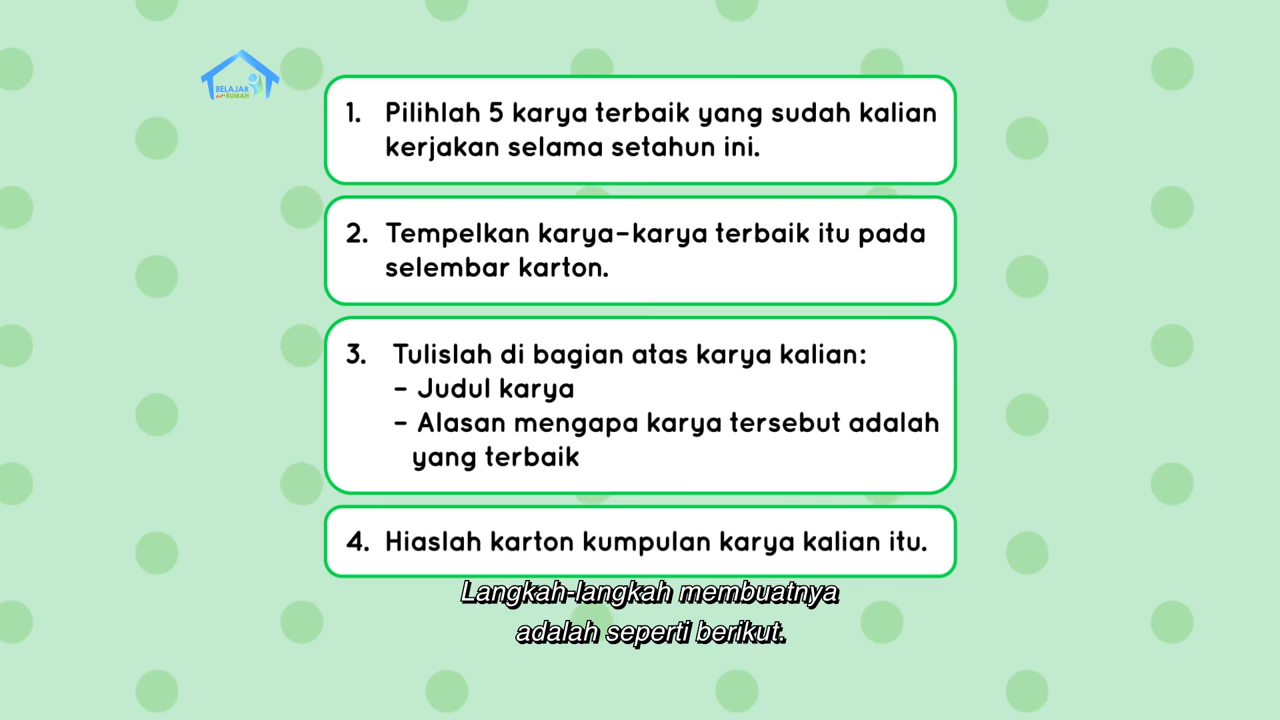 BELAJAR
RUMAH
1. Pilihlah 5 karya terbaik yang sudah kalian
kerjakan selama setahun ini.
2. Tempelkan karya-karya terbaik itu pada
selembar karton.
3. Tulislah di bagian atas karya kalian:
- Judul karya
- Alasan mengapa karya tersebut adalah
yang terbaik
4. Hiaslah karton kumpulan karya kalian itu.
Langkah-langkah membuatnya
adalah seperti berikut.